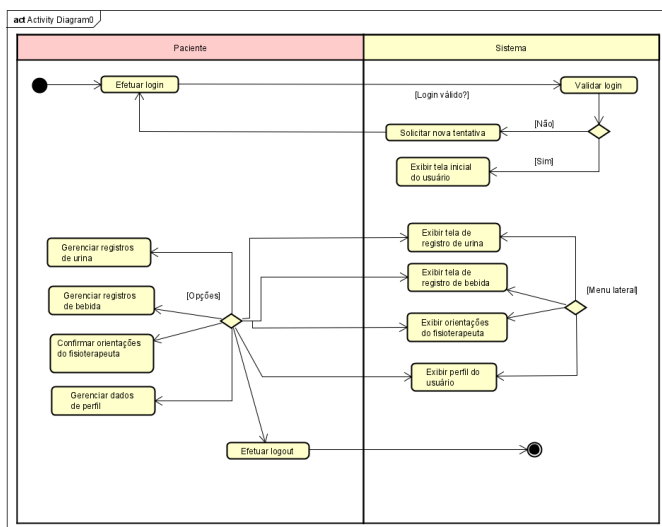 act Activity Diagram0
Paciente
Sistema
Efetuar login
Validar login
[Login válido?]
Solicitar nova tentativa
[Não]
Exibir tela inicial
do usuário
[Sim]
Gerenciar registros
de urina
Exibir tela de
registro de urina
Gerenciar registros
de bebida
[Opções]
Exibir tela de
registro de bebida
[Menu lateral]
Confirmar orientações
do fisioterapeuta
Exibir orientações
do fisioterapeuta
Gerenciar dados
de perfil
Exibir perfil do
usuário
Efetuar logout